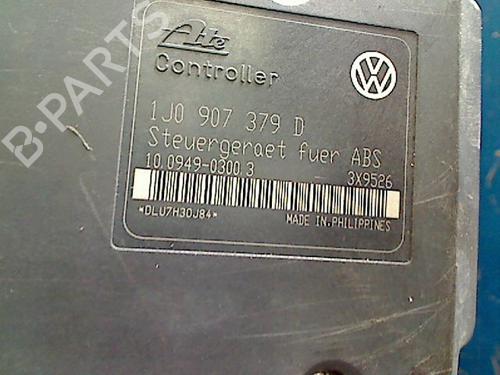 Ate
Controller
1J0 907 379 D
Steuergeraet fuer ABS
10.0949-0300.3 3X9526
*DLU7H30J84* MADE IN PHILIPPINES
B-PARTS